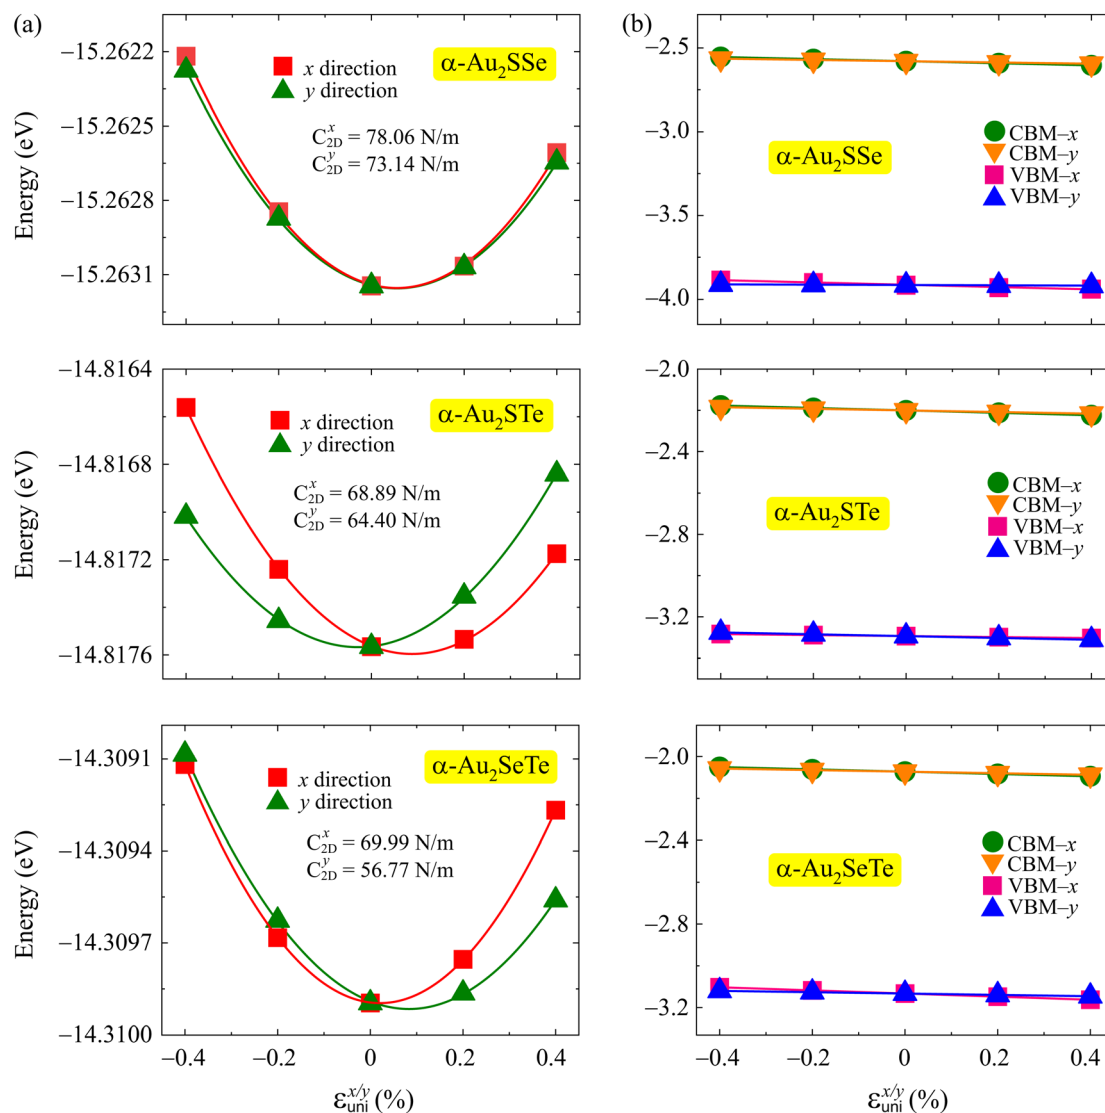 (a)
−15.2622
−15.2625
−15.2628
−15.2631
Energy (eV)
α-Au₂SSe
x direction
y direction
C₂Dˣ = 78.06 N/m
C₂Dʸ = 73.14 N/m
−14.8164
−14.8168
−14.8172
−14.8176
Energy (eV)
α-Au₂STe
x direction
y direction
C₂Dˣ = 68.89 N/m
C₂Dʸ = 64.40 N/m
−14.3091
−14.3094
−14.3097
−14.3100
Energy (eV)
α-Au₂SeTe
x direction
y direction
C₂Dˣ = 69.99 N/m
C₂Dʸ = 56.77 N/m
−0.4 −0.2 0 0.2 0.4
εuniˣ/ʸ (%)
(b)
−2.5
−3.0
−3.5
−4.0
α-Au₂SSe
CBM–x
CBM–y
VBM–x
VBM–y
−2.0
−2.4
−2.8
−3.2
α-Au₂STe
CBM–x
CBM–y
VBM–x
VBM–y
−2.0
−2.4
−2.8
−3.2
α-Au₂SeTe
CBM–x
CBM–y
VBM–x
VBM–y
−0.4 −0.2 0 0.2 0.4
εuniˣ/ʸ (%)